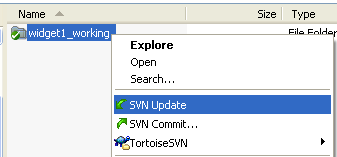 Name Size Type
widget1_working File Folder
Explore
Open
Search...
SVN Update
SVN Commit...
TortoiseSVN